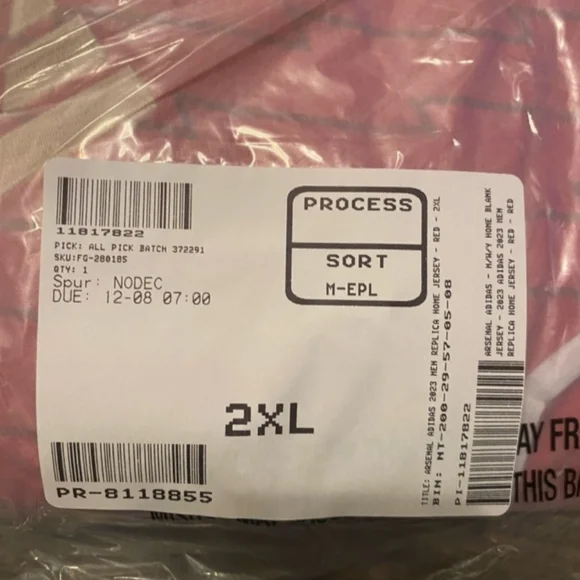 11817822
PICK: ALL PICK BATCH 372291
SKU:FG-280185
QTY: 1
Spur: NODEC
DUE: 12-08 07:00
PROCESS
SORT
M-EPL
2XL
PR-8118855
TITLE: ARSENAL ADIDAS 2023 MEN REPLICA HOME JERSEY - RED - 2XL
BIN: MT-200-29-57-05-08
PI-11817822
ARSENAL ADIDAS - M/W/Y HOME BLANK
JERSEY - 2023 ADIDAS 2023 MEN
REPLICA HOME JERSEY - RED - RED
AY FR
THIS BA